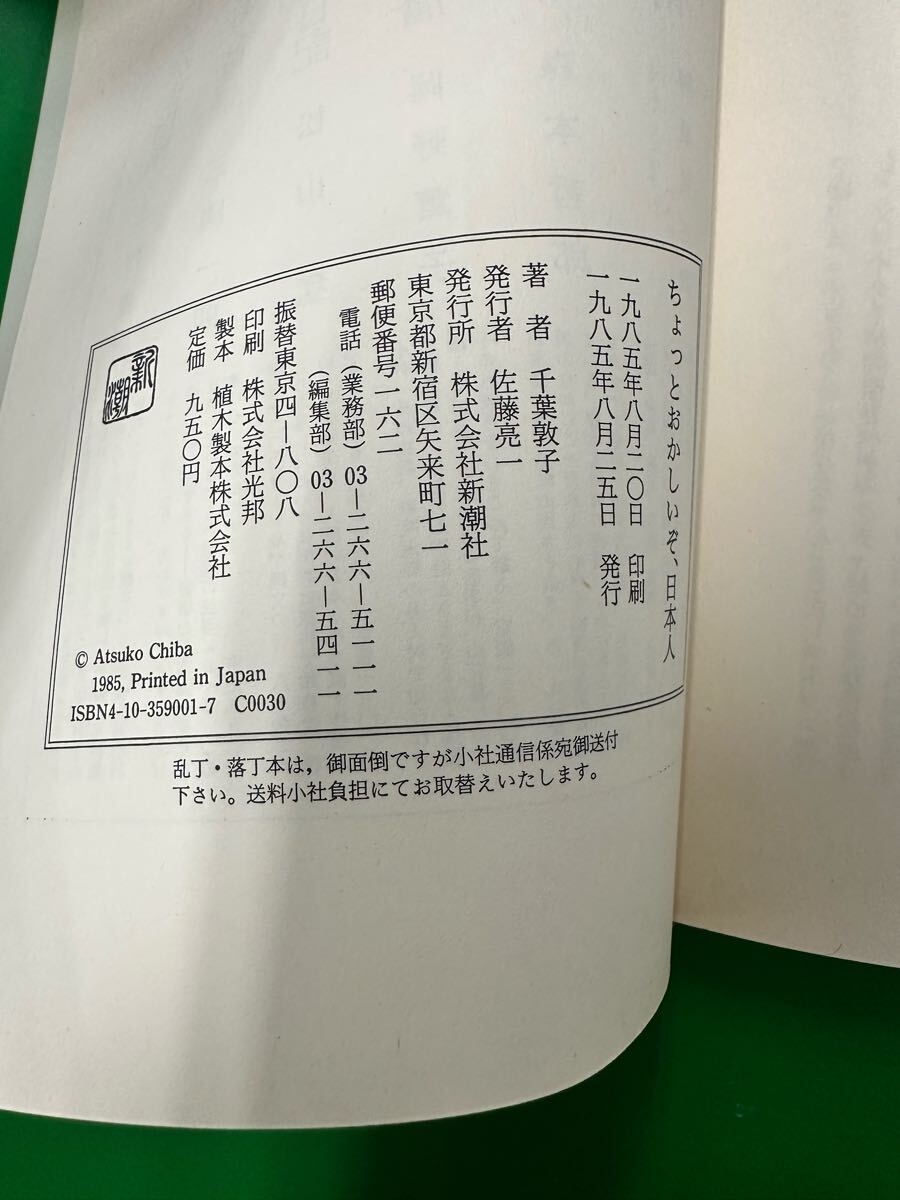 ちょっとおかしいぞ、日本人
一九八五年八月二〇日 印刷
一九八五年八月二五日 発行
著 者 千葉敦子
発行者 佐藤亮一
発行所 株式会社新潮社
東京都新宿区矢来町七一
郵便番号一六二
電話(業務部)03―二六六―五一一一
(編集部)03―二六六―五四一一
振替東京四―八〇八
印刷 株式会社光邦
製本 植木製本株式会社
定価 九五〇円
新潮
© Atsuko Chiba
1985, Printed in Japan
ISBN4-10-359001-7 C0030
乱丁・落丁本は，御面倒ですが小社通信係宛御送付
下さい。送料小社負担にてお取替えいたします。